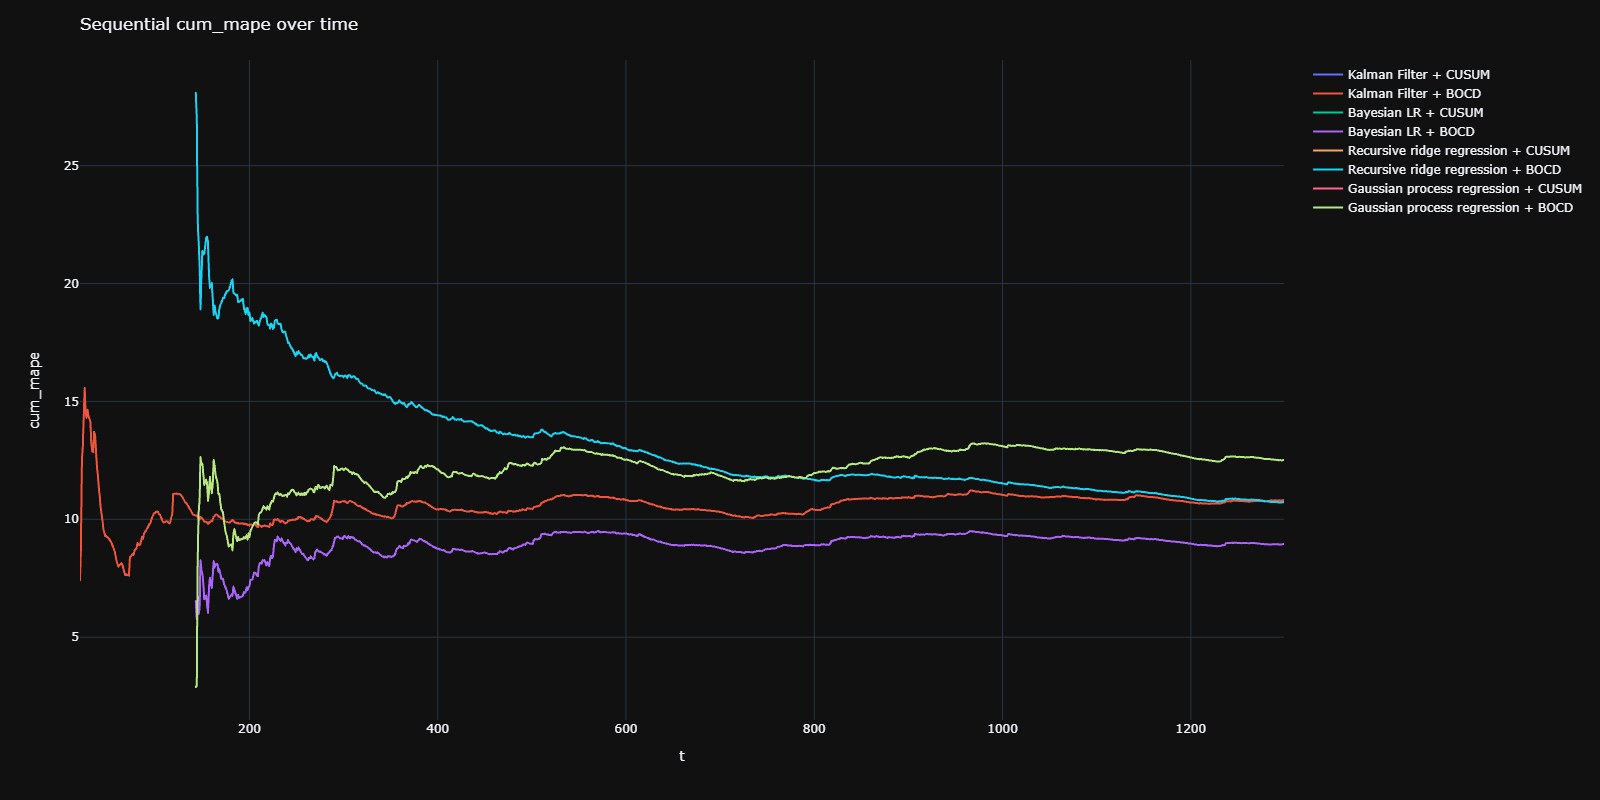 Sequential cum_mape over time
Kalman Filter + CUSUM
Kalman Filter + BOCD
Bayesian LR + CUSUM
Bayesian LR + BOCD
Recursive ridge regression + CUSUM
Recursive ridge regression + BOCD
Gaussian process regression + CUSUM
Gaussian process regression + BOCD
cum_mape
25
20
15
10
5
200 400 600 800 1000 1200
t